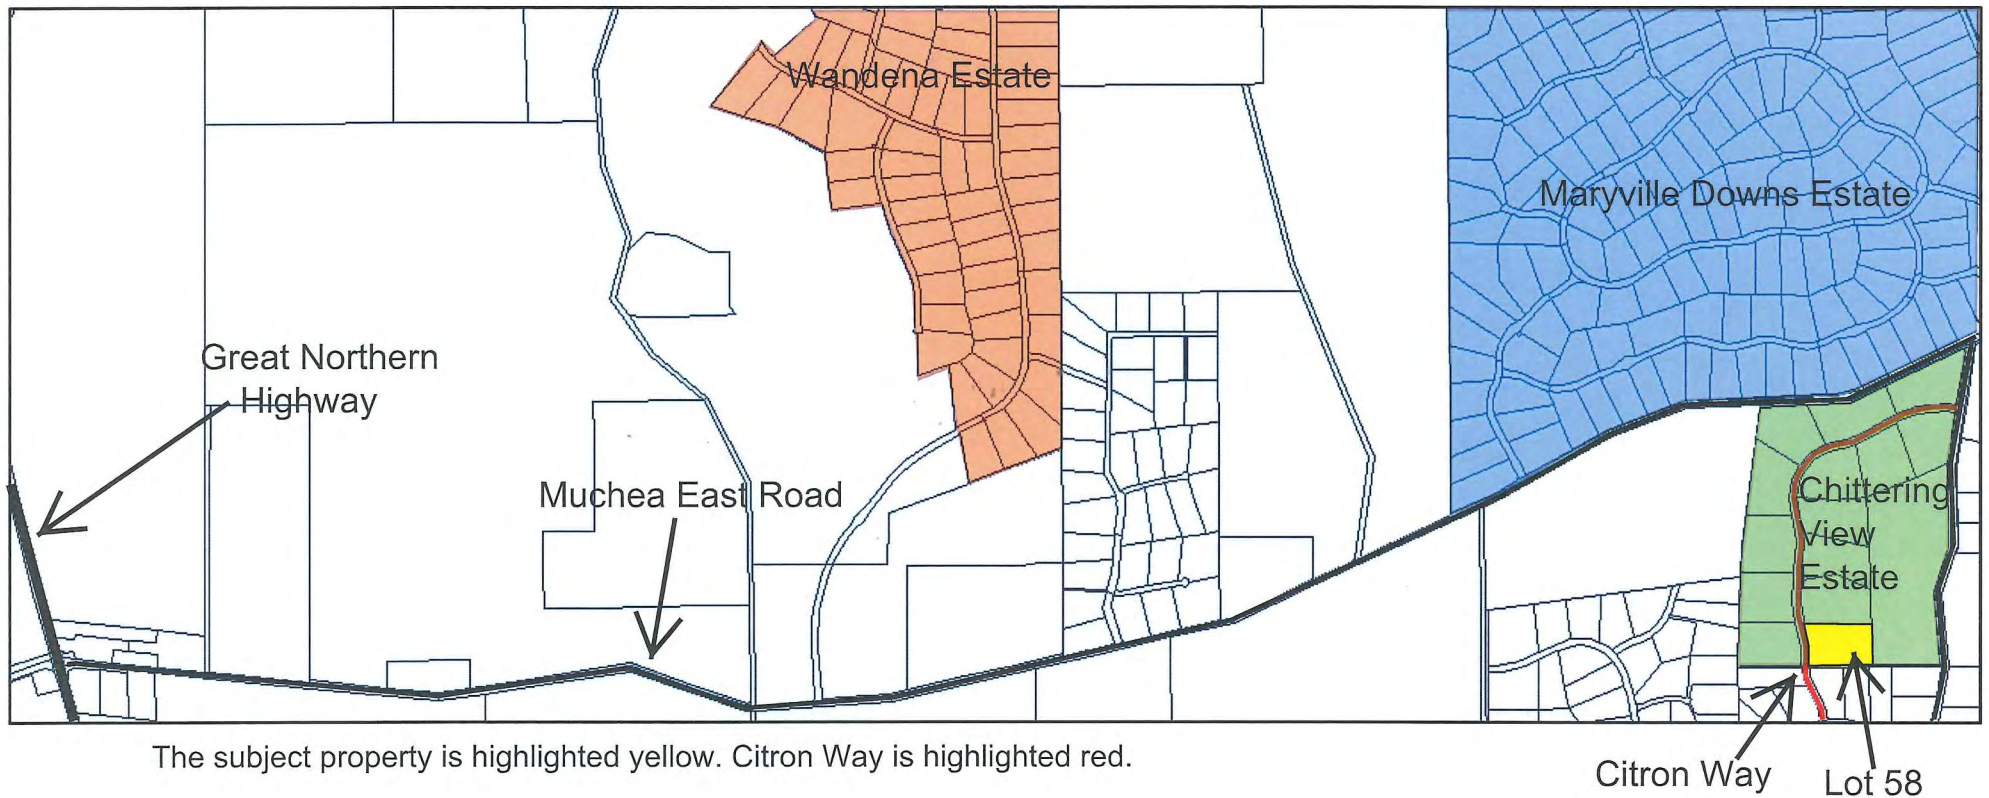 Wandena Estate
Maryville Downs Estate
Great Northern
Highway
Muchea East Road
Chittering
View
Estate
The subject property is highlighted yellow. Citron Way is highlighted red.
Citron Way
Lot 58